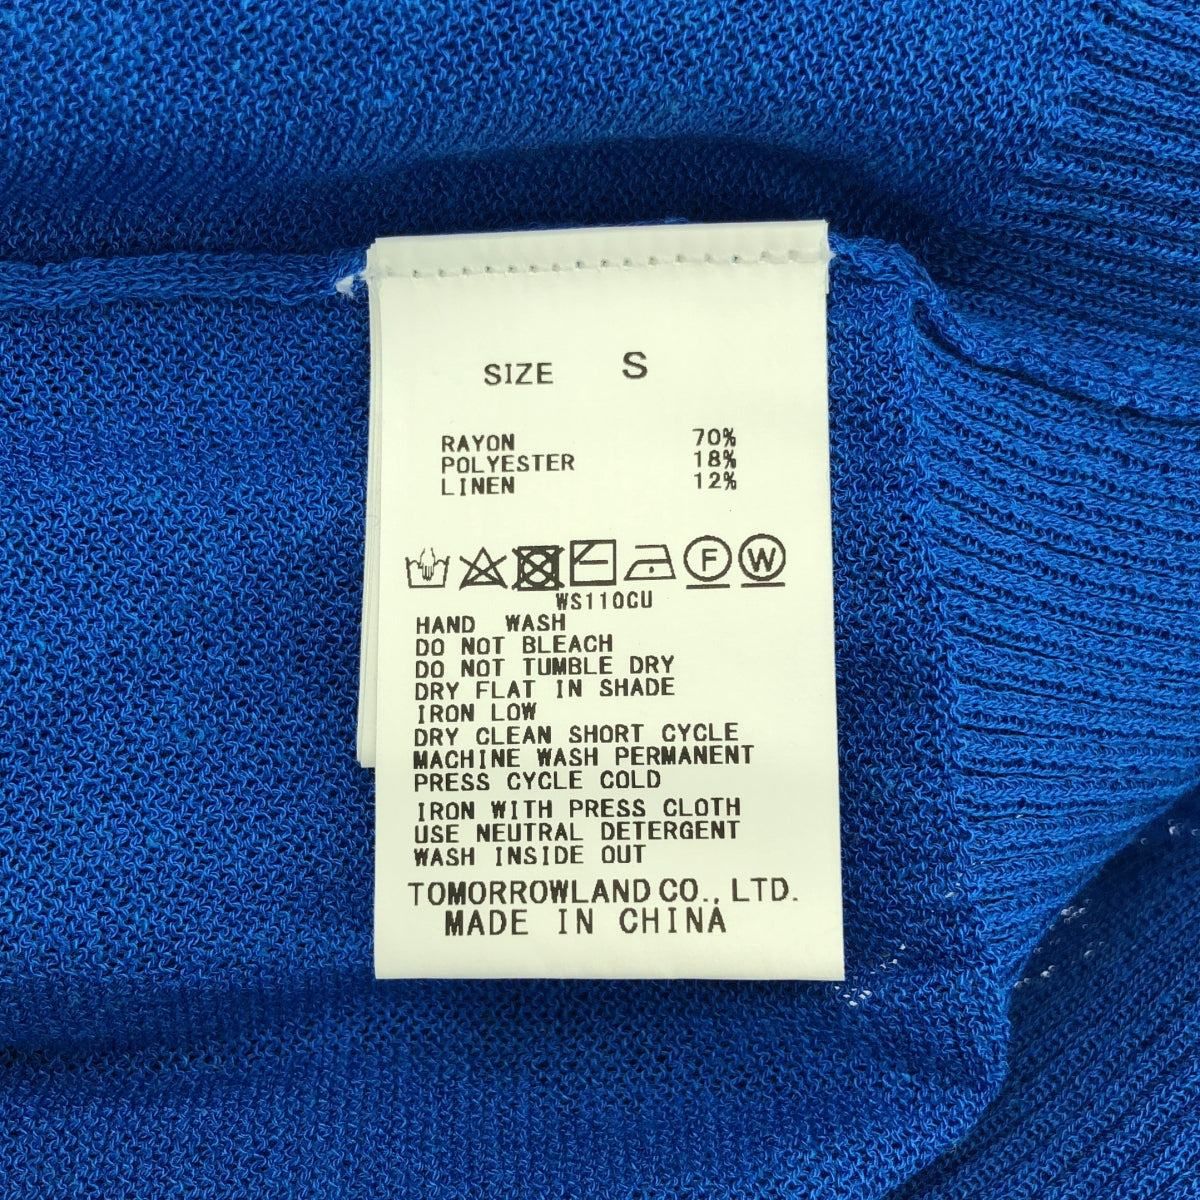 SIZE S
RAYON 70%
POLYESTER 18%
LINEN 12%
F W
WS110CU
HAND WASH
DO NOT BLEACH
DO NOT TUMBLE DRY
DRY FLAT IN SHADE
IRON LOW
DRY CLEAN SHORT CYCLE
MACHINE WASH PERMANENT
PRESS CYCLE COLD
IRON WITH PRESS CLOTH
USE NEUTRAL DETERGENT
WASH INSIDE OUT
TOMORROWLAND CO., LTD.
MADE IN CHINA